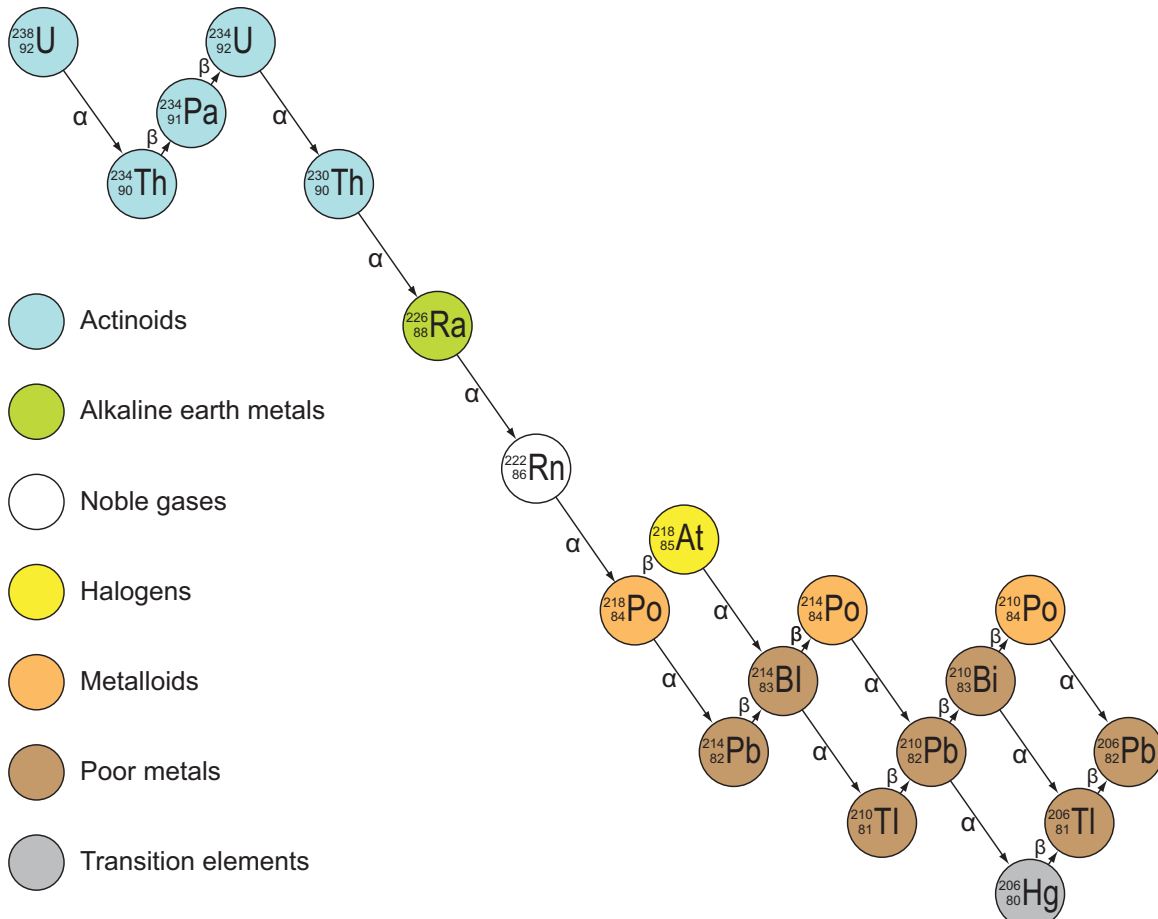 238 92 U
234 92 U
β
234 91 Pa
α
α
β
234 90 Th
230 90 Th
α
Actinoids
226 88 Ra
Alkaline earth metals
α
222 86 Rn
Noble gases
218 85 At
α
β
Halogens
218 84 Po
214 84 Po
210 84 Po
α
β
β
Metalloids
214 83 Bl
210 83 Bi
α
α
α
β
β
214 82 Pb
210 82 Pb
206 82 Pb
Poor metals
α
α
β
β
210 81 Tl
206 81 Tl
α
β
Transition elements
206 80 Hg